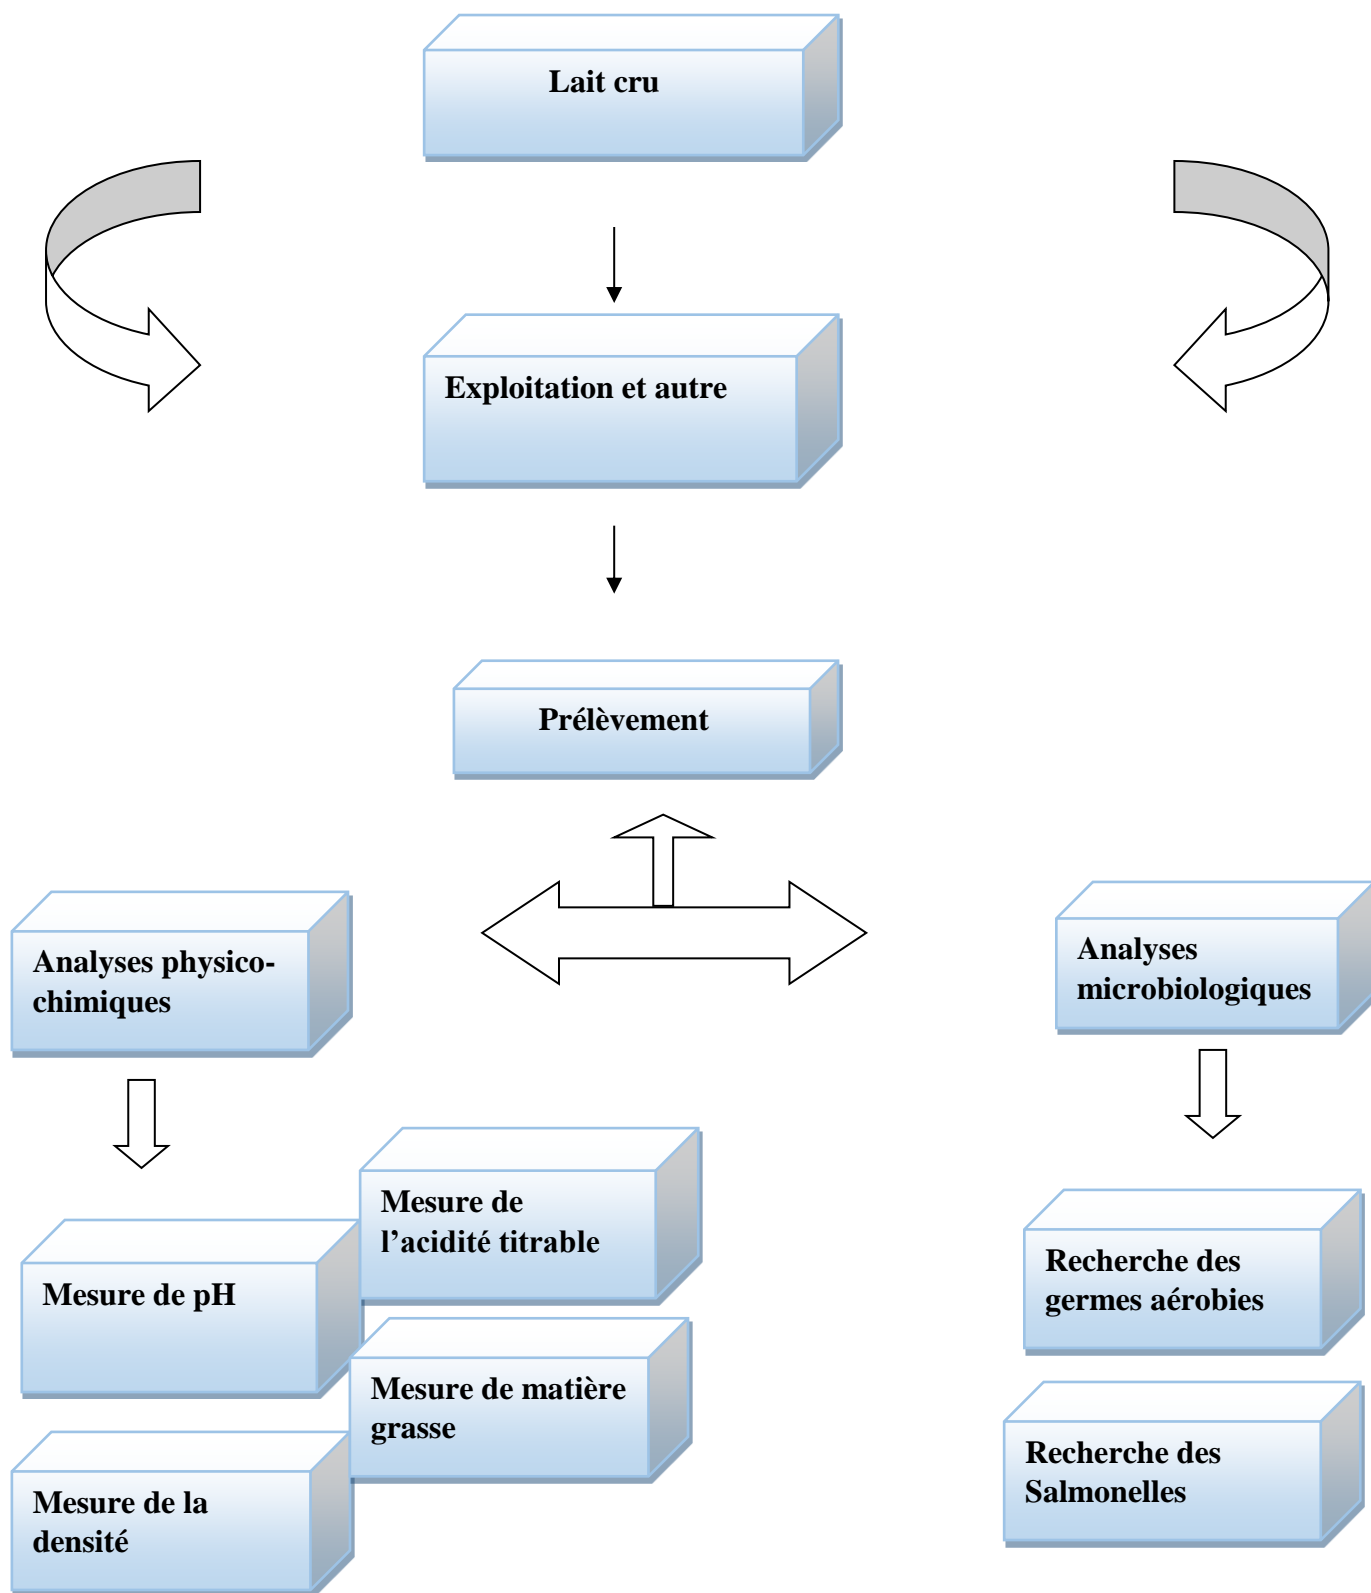 Lait cru
Exploitation et autre
Prélèvement
Analyses physico-
chimiques
Analyses
microbiologiques
Mesure de
l’acidité titrable
Mesure de pH
Mesure de matière
grasse
Mesure de la
densité
Recherche des
germes aérobies
Recherche des
Salmonelles